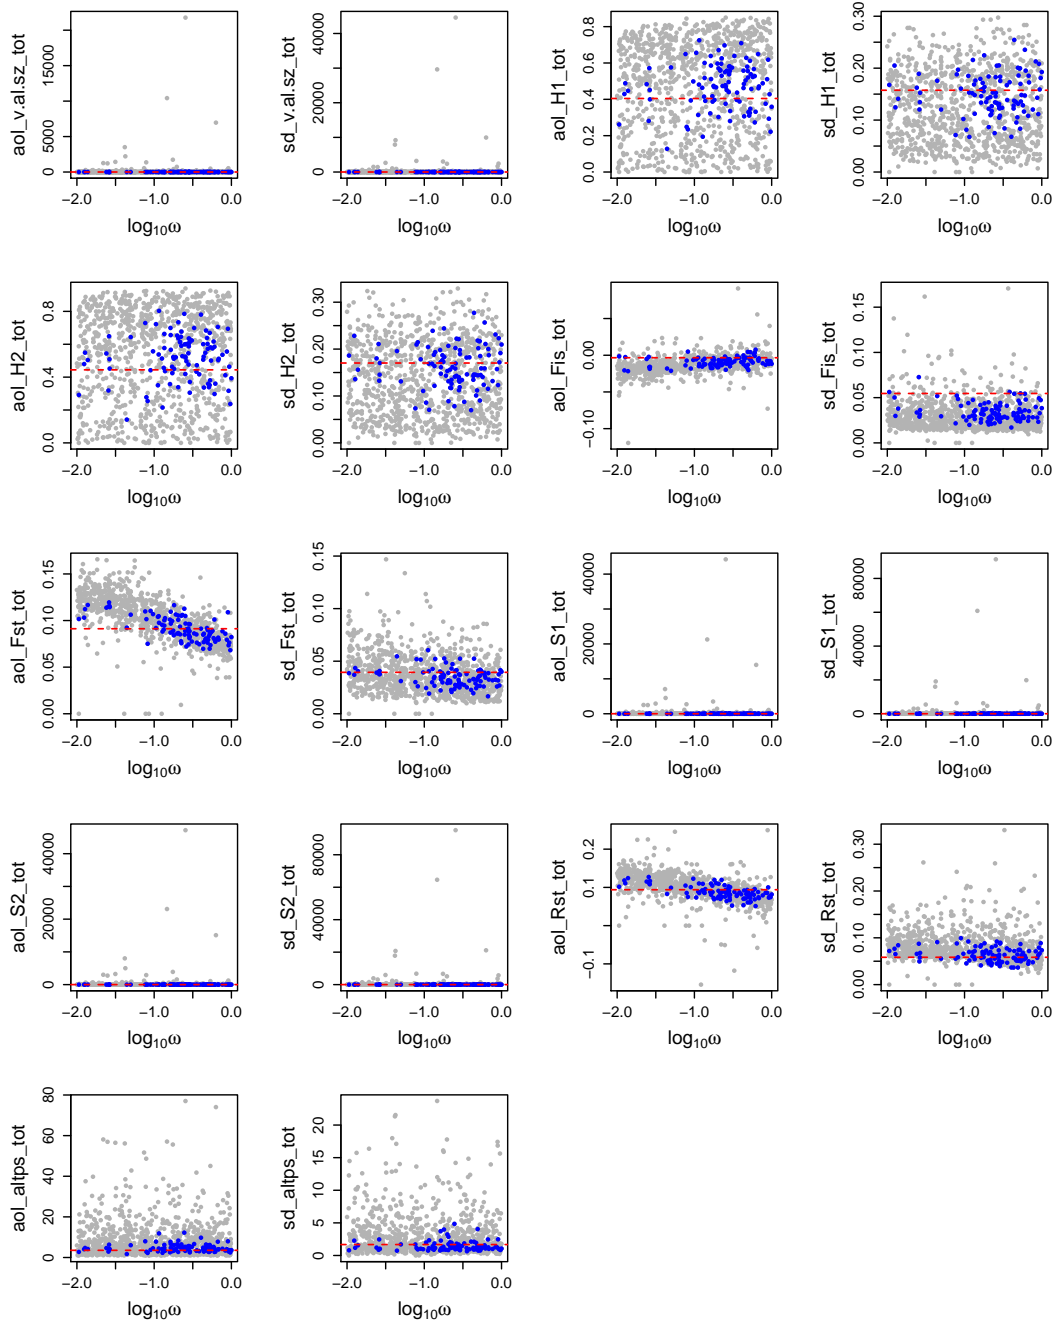 aol_v.al.sz_tot
0 5000 15000
−2.0 −1.0 0.0
log₁₀ω
sd_v.al.sz_tot
0 20000 40000
−2.0 −1.0 0.0
log₁₀ω
aol_H1_tot
0.0 0.2 0.4 0.6 0.8
−2.0 −1.0 0.0
log₁₀ω
sd_H1_tot
0.00 0.10 0.20 0.30
−2.0 −1.0 0.0
log₁₀ω
aol_H2_tot
0.0 0.4 0.8
−2.0 −1.0 0.0
log₁₀ω
sd_H2_tot
0.00 0.10 0.20 0.30
−2.0 −1.0 0.0
log₁₀ω
aol_Fis_tot
−0.10 0.00
−2.0 −1.0 0.0
log₁₀ω
sd_Fis_tot
0.00 0.05 0.10 0.15
−2.0 −1.0 0.0
log₁₀ω
aol_Fst_tot
0.00 0.05 0.10 0.15
−2.0 −1.0 0.0
log₁₀ω
sd_Fst_tot
0.00 0.05 0.10 0.15
−2.0 −1.0 0.0
log₁₀ω
aol_S1_tot
0 20000 40000
−2.0 −1.0 0.0
log₁₀ω
sd_S1_tot
0 40000 80000
−2.0 −1.0 0.0
log₁₀ω
aol_S2_tot
0 20000 40000
−2.0 −1.0 0.0
log₁₀ω
sd_S2_tot
0 40000 80000
−2.0 −1.0 0.0
log₁₀ω
aol_Rst_tot
−0.1 0.1 0.2
−2.0 −1.0 0.0
log₁₀ω
sd_Rst_tot
0.00 0.10 0.20 0.30
−2.0 −1.0 0.0
log₁₀ω
aol_altps_tot
0 20 40 60 80
−2.0 −1.0 0.0
log₁₀ω
sd_altps_tot
0 5 10 15 20
−2.0 −1.0 0.0
log₁₀ω